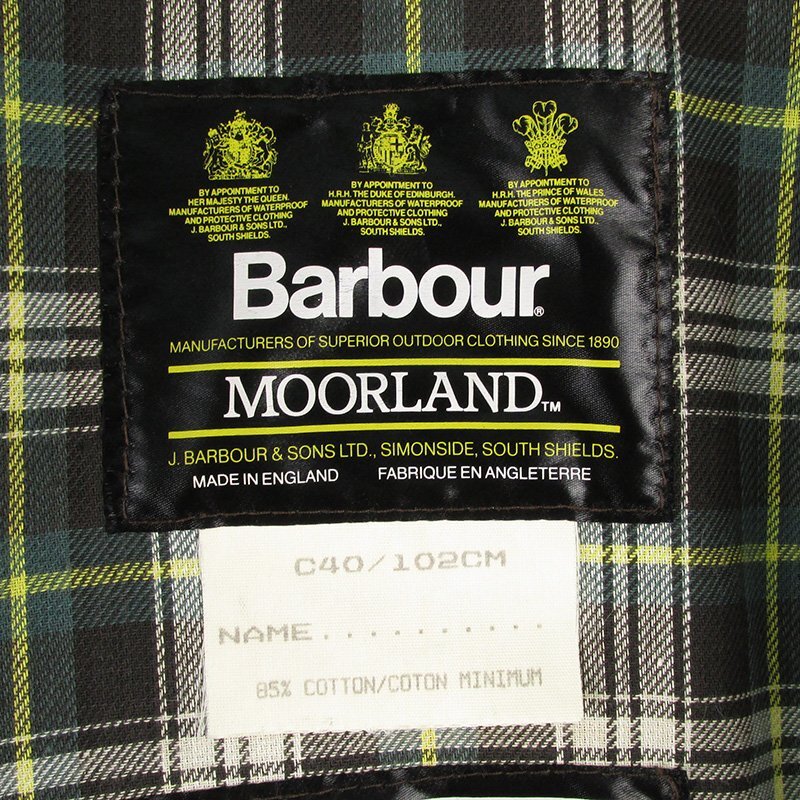 BY APPOINTMENT TO
HER MAJESTY THE QUEEN.
MANUFACTURERS OF WATERPROOF
AND PROTECTIVE CLOTHING
J. BARBOUR & SONS LTD.,
SOUTH SHIELDS.
BY APPOINTMENT TO
H.R.H. THE DUKE OF EDINBURGH.
MANUFACTURERS OF WATERPROOF
AND PROTECTIVE CLOTHING
J. BARBOUR & SONS LTD.,
SOUTH SHIELDS.
BY APPOINTMENT TO
H.R.H. THE PRINCE OF WALES.
MANUFACTURERS OF WATERPROOF
AND PROTECTIVE CLOTHING
J. BARBOUR & SONS LTD.,
SOUTH SHIELDS.
Barbour®
MANUFACTURERS OF SUPERIOR OUTDOOR CLOTHING SINCE 1890
MOORLAND™
J. BARBOUR & SONS LTD., SIMONSIDE, SOUTH SHIELDS.
MADE IN ENGLAND FABRIQUE EN ANGLETERRE
C40/102CM
NAME...........
85% COTTON/COTON MINIMUM